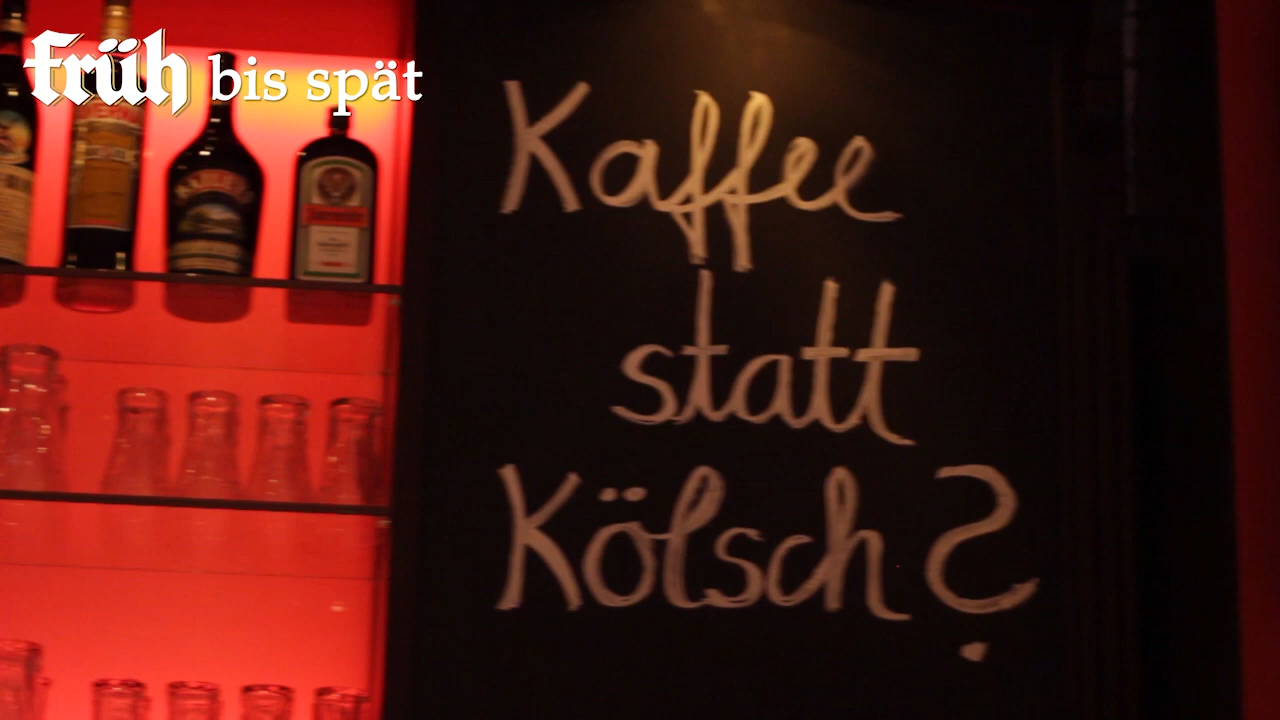 früh bis spät
Kaffee
statt
Kölsch?